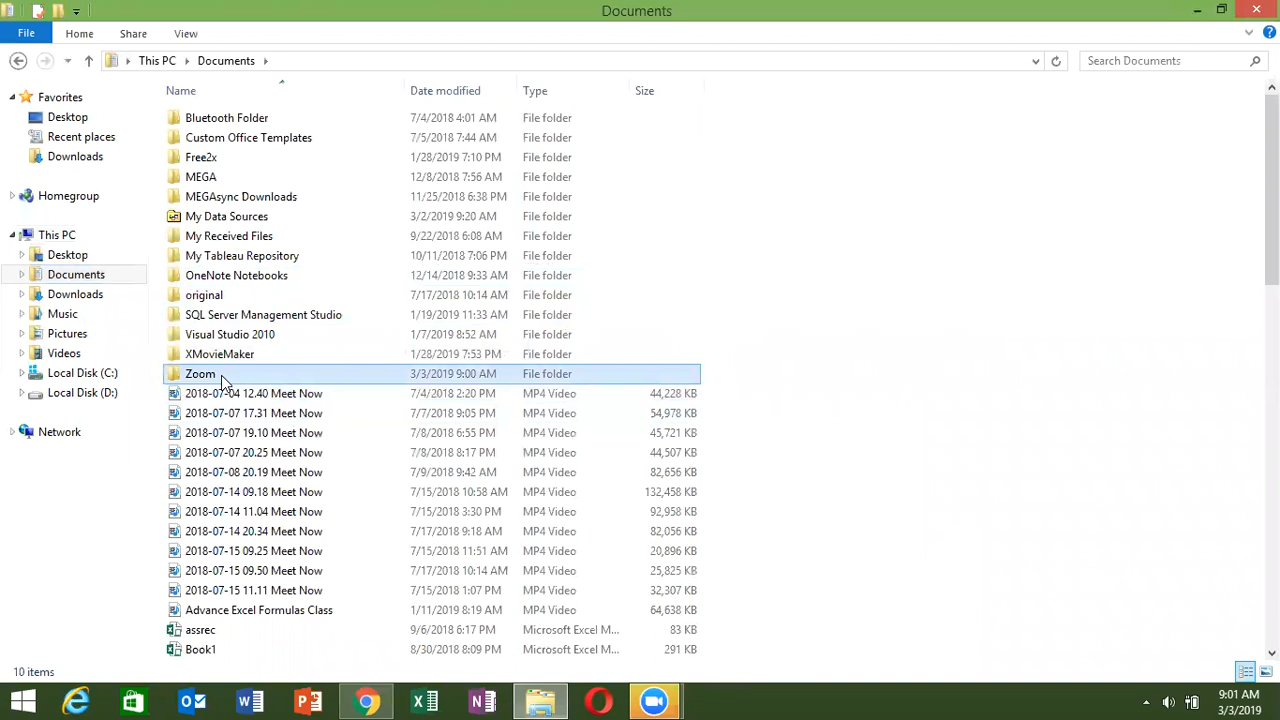 Documents
File Home Share View
This PC Documents
Search Documents
Name Date modified Type Size
Favorites
Desktop
Recent places
Downloads
Homegroup
This PC
Desktop
Documents
Downloads
Music
Pictures
Videos
Local Disk (C:)
Local Disk (D:)
Network
Bluetooth Folder 7/4/2018 4:01 AM File folder
Custom Office Templates 7/5/2018 7:44 AM File folder
Free2x 1/28/2019 7:10 PM File folder
MEGA 12/8/2018 7:56 AM File folder
MEGAsync Downloads 11/25/2018 6:38 PM File folder
My Data Sources 3/2/2019 9:20 AM File folder
My Received Files 9/22/2018 6:08 AM File folder
My Tableau Repository 10/11/2018 7:06 PM File folder
OneNote Notebooks 12/14/2018 9:33 AM File folder
original 7/17/2018 10:14 AM File folder
SQL Server Management Studio 1/19/2019 11:33 AM File folder
Visual Studio 2010 1/7/2019 8:52 AM File folder
XMovieMaker 1/28/2019 7:53 PM File folder
Zoom 3/3/2019 9:00 AM File folder
2018-07-04 12.40 Meet Now 7/4/2018 2:20 PM MP4 Video 44,228 KB
2018-07-07 17.31 Meet Now 7/7/2018 9:05 PM MP4 Video 54,978 KB
2018-07-07 19.10 Meet Now 7/8/2018 6:55 PM MP4 Video 45,721 KB
2018-07-07 20.25 Meet Now 7/8/2018 8:17 PM MP4 Video 44,507 KB
2018-07-08 20.19 Meet Now 7/9/2018 9:42 AM MP4 Video 82,656 KB
2018-07-14 09.18 Meet Now 7/15/2018 10:58 AM MP4 Video 132,458 KB
2018-07-14 11.04 Meet Now 7/15/2018 3:30 PM MP4 Video 92,958 KB
2018-07-14 20.34 Meet Now 7/17/2018 9:18 AM MP4 Video 82,056 KB
2018-07-15 09.25 Meet Now 7/15/2018 11:51 AM MP4 Video 20,896 KB
2018-07-15 09.50 Meet Now 7/17/2018 10:14 AM MP4 Video 25,825 KB
2018-07-15 11.11 Meet Now 7/15/2018 1:07 PM MP4 Video 32,307 KB
Advance Excel Formulas Class 1/11/2019 8:19 AM MP4 Video 64,638 KB
assrec 9/6/2018 6:17 PM Microsoft Excel M... 83 KB
Book1 8/30/2018 8:09 PM Microsoft Excel M... 291 KB
10 items
9:01 AM
3/3/2019